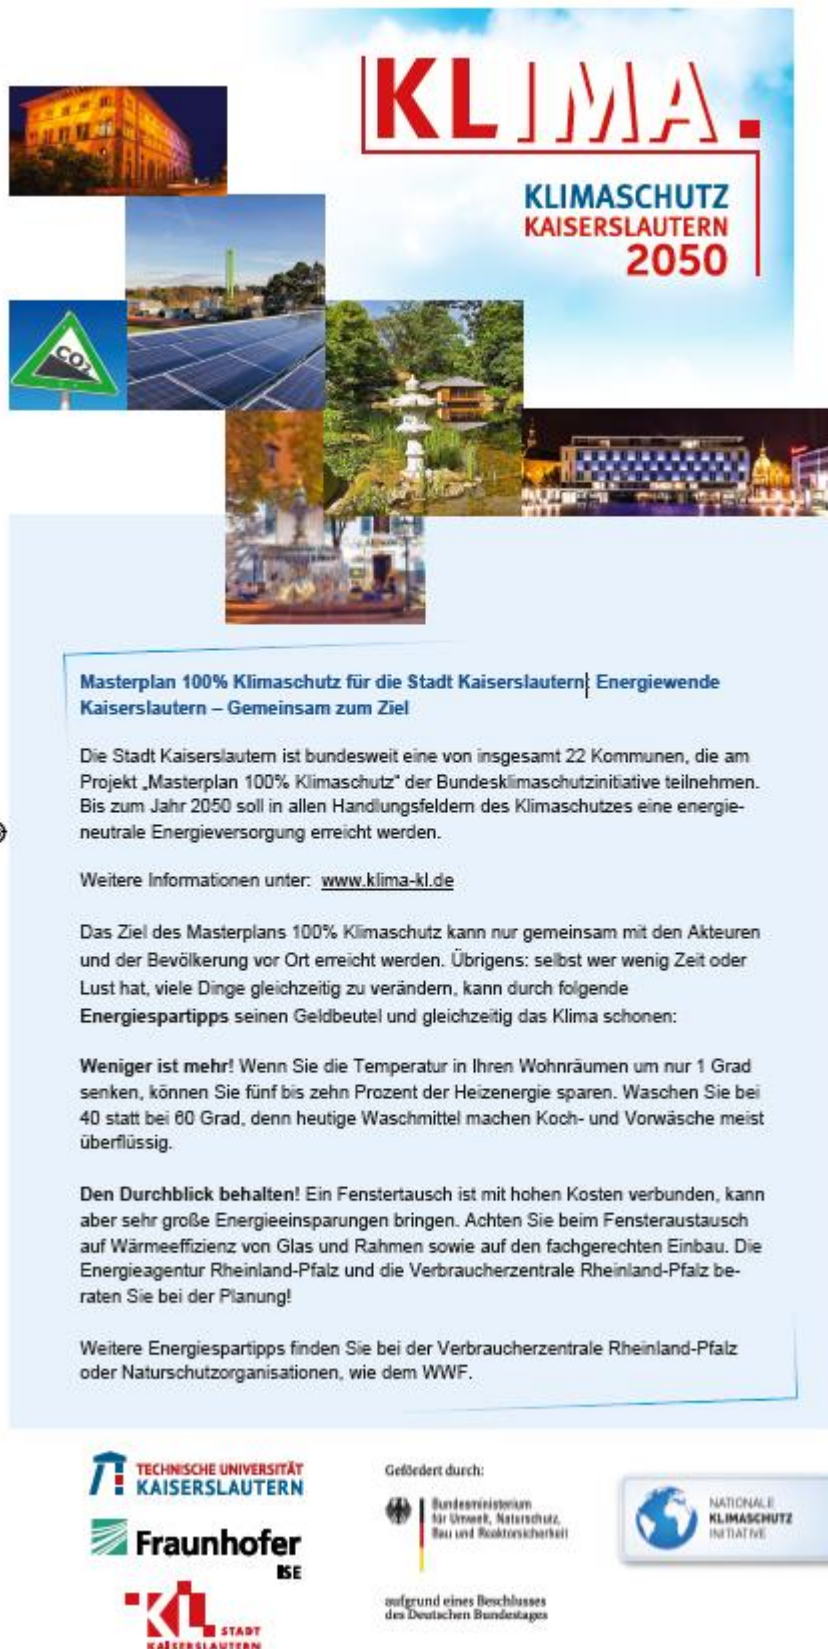 KLIMA.
KLIMASCHUTZ
KAISERSLAUTERN
2050
CO2
Masterplan 100% Klimaschutz für die Stadt Kaiserslautern: Energiewende
Kaiserslautern – Gemeinsam zum Ziel
Die Stadt Kaiserslautern ist bundesweit eine von insgesamt 22 Kommunen, die am
Projekt „Masterplan 100% Klimaschutz“ der Bundesklimaschutzinitiative teilnehmen.
Bis zum Jahr 2050 soll in allen Handlungsfeldern des Klimaschutzes eine energie-
neutrale Energieversorgung erreicht werden.
Weitere Informationen unter: www.klima-kl.de
Das Ziel des Masterplans 100% Klimaschutz kann nur gemeinsam mit den Akteuren
und der Bevölkerung vor Ort erreicht werden. Übrigens: selbst wer wenig Zeit oder
Lust hat, viele Dinge gleichzeitig zu verändern, kann durch folgende
Energiespartipps seinen Geldbeutel und gleichzeitig das Klima schonen:
Weniger ist mehr! Wenn Sie die Temperatur in Ihren Wohnräumen um nur 1 Grad
senken, können Sie fünf bis zehn Prozent der Heizenergie sparen. Waschen Sie bei
40 statt bei 60 Grad, denn heutige Waschmittel machen Koch- und Vorwäsche meist
überflüssig.
Den Durchblick behalten! Ein Fenstertausch ist mit hohen Kosten verbunden, kann
aber sehr große Energieeinsparungen bringen. Achten Sie beim Fensteraustausch
auf Wärmeeffizienz von Glas und Rahmen sowie auf den fachgerechten Einbau. Die
Energieagentur Rheinland-Pfalz und die Verbraucherzentrale Rheinland-Pfalz be-
raten Sie bei der Planung!
Weitere Energiespartipps finden Sie bei der Verbraucherzentrale Rheinland-Pfalz
oder Naturschutzorganisationen, wie dem WWF.
TECHNISCHE UNIVERSITÄT
KAISERSLAUTERN
Fraunhofer
ISE
KL STADT
KAISERSLAUTERN
Gefördert durch:
Bundesministerium
für Umwelt, Naturschutz,
Bau und Reaktorsicherheit
aufgrund eines Beschlusses
des Deutschen Bundestages
NATIONALE
KLIMASCHUTZ
INITIATIVE